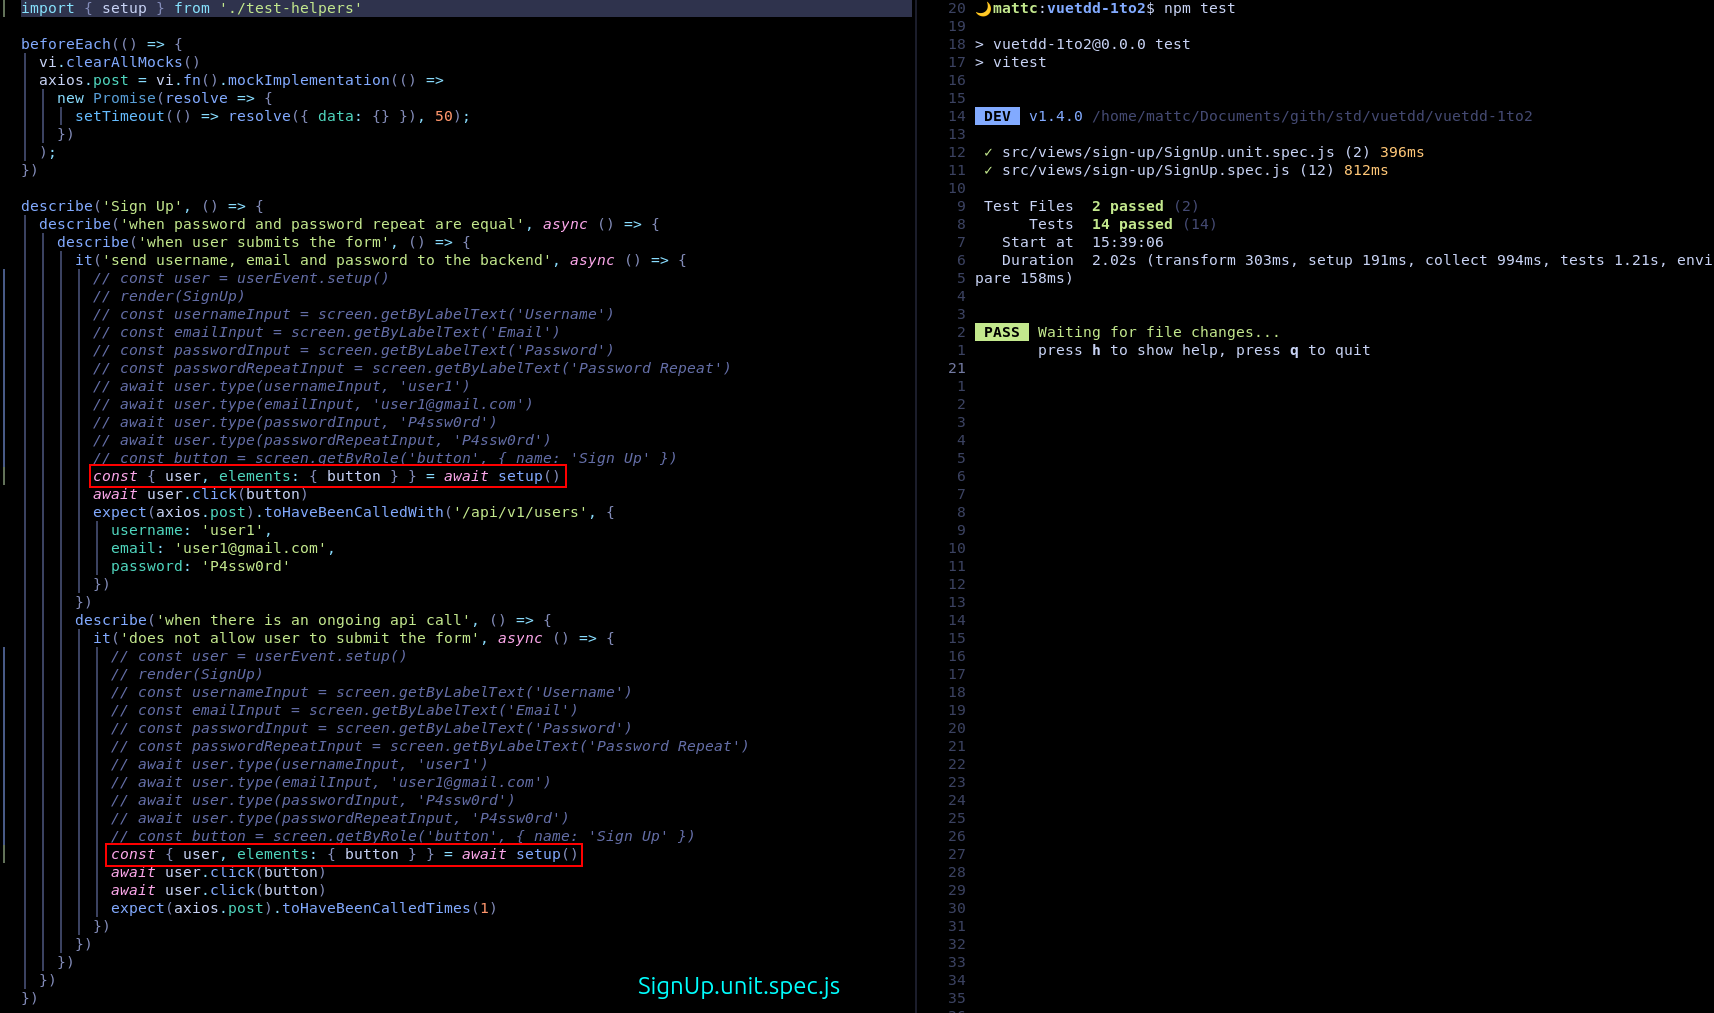 import { setup } from './test-helpers'
beforeEach(() => {
vi.clearAllMocks()
axios.post = vi.fn().mockImplementation(() =>
new Promise(resolve => {
setTimeout(() => resolve({ data: {} }), 50);
})
);
})
describe('Sign Up', () => {
describe('when password and password repeat are equal', async () => {
describe('when user submits the form', () => {
it('send username, email and password to the backend', async () => {
// const user = userEvent.setup()
// render(SignUp)
// const usernameInput = screen.getByLabelText('Username')
// const emailInput = screen.getByLabelText('Email')
// const passwordInput = screen.getByLabelText('Password')
// const passwordRepeatInput = screen.getByLabelText('Password Repeat')
// await user.type(usernameInput, 'user1')
// await user.type(emailInput, 'user1@gmail.com')
// await user.type(passwordInput, 'P4ssw0rd')
// await user.type(passwordRepeatInput, 'P4ssw0rd')
// const button = screen.getByRole('button', { name: 'Sign Up' })
const { user, elements: { button } } = await setup()
await user.click(button)
expect(axios.post).toHaveBeenCalledWith('/api/v1/users', {
username: 'user1',
email: 'user1@gmail.com',
password: 'P4ssw0rd'
})
})
describe('when there is an ongoing api call', () => {
it('does not allow user to submit the form', async () => {
// const user = userEvent.setup()
// render(SignUp)
// const usernameInput = screen.getByLabelText('Username')
// const emailInput = screen.getByLabelText('Email')
// const passwordInput = screen.getByLabelText('Password')
// const passwordRepeatInput = screen.getByLabelText('Password Repeat')
// await user.type(usernameInput, 'user1')
// await user.type(emailInput, 'user1@gmail.com')
// await user.type(passwordInput, 'P4ssw0rd')
// await user.type(passwordRepeatInput, 'P4ssw0rd')
// const button = screen.getByRole('button', { name: 'Sign Up' })
const { user, elements: { button } } = await setup()
await user.click(button)
await user.click(button)
expect(axios.post).toHaveBeenCalledTimes(1)
})
})
})
})
})
SignUp.unit.spec.js
20 🌙mattc:vuetdd-1to2$ npm test
19
18 > vuetdd-1to2@0.0.0 test
17 > vitest
16
15
14 DEV v1.4.0 /home/mattc/Documents/gith/std/vuetdd/vuetdd-1to2
13
12 ✓ src/views/sign-up/SignUp.unit.spec.js (2) 396ms
11 ✓ src/views/sign-up/SignUp.spec.js (12) 812ms
10
9 Test Files 2 passed (2)
8 Tests 14 passed (14)
7 Start at 15:39:06
6 Duration 2.02s (transform 303ms, setup 191ms, collect 994ms, tests 1.21s, envi
5 pare 158ms)
4
3
2 PASS Waiting for file changes...
1 press h to show help, press q to quit
21
1
2
3
4
5
6
7
8
9
10
11
12
13
14
15
16
17
18
19
20
21
22
23
24
25
26
27
28
29
30
31
32
33
34
35